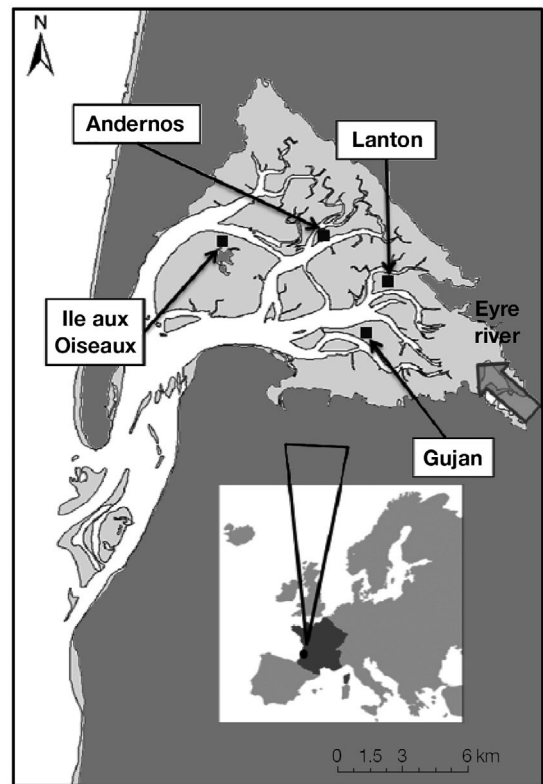 N
Andernos
Lanton
Ile aux
Oiseaux
Eyre
river
Gujan
0 1.5 3 6 km